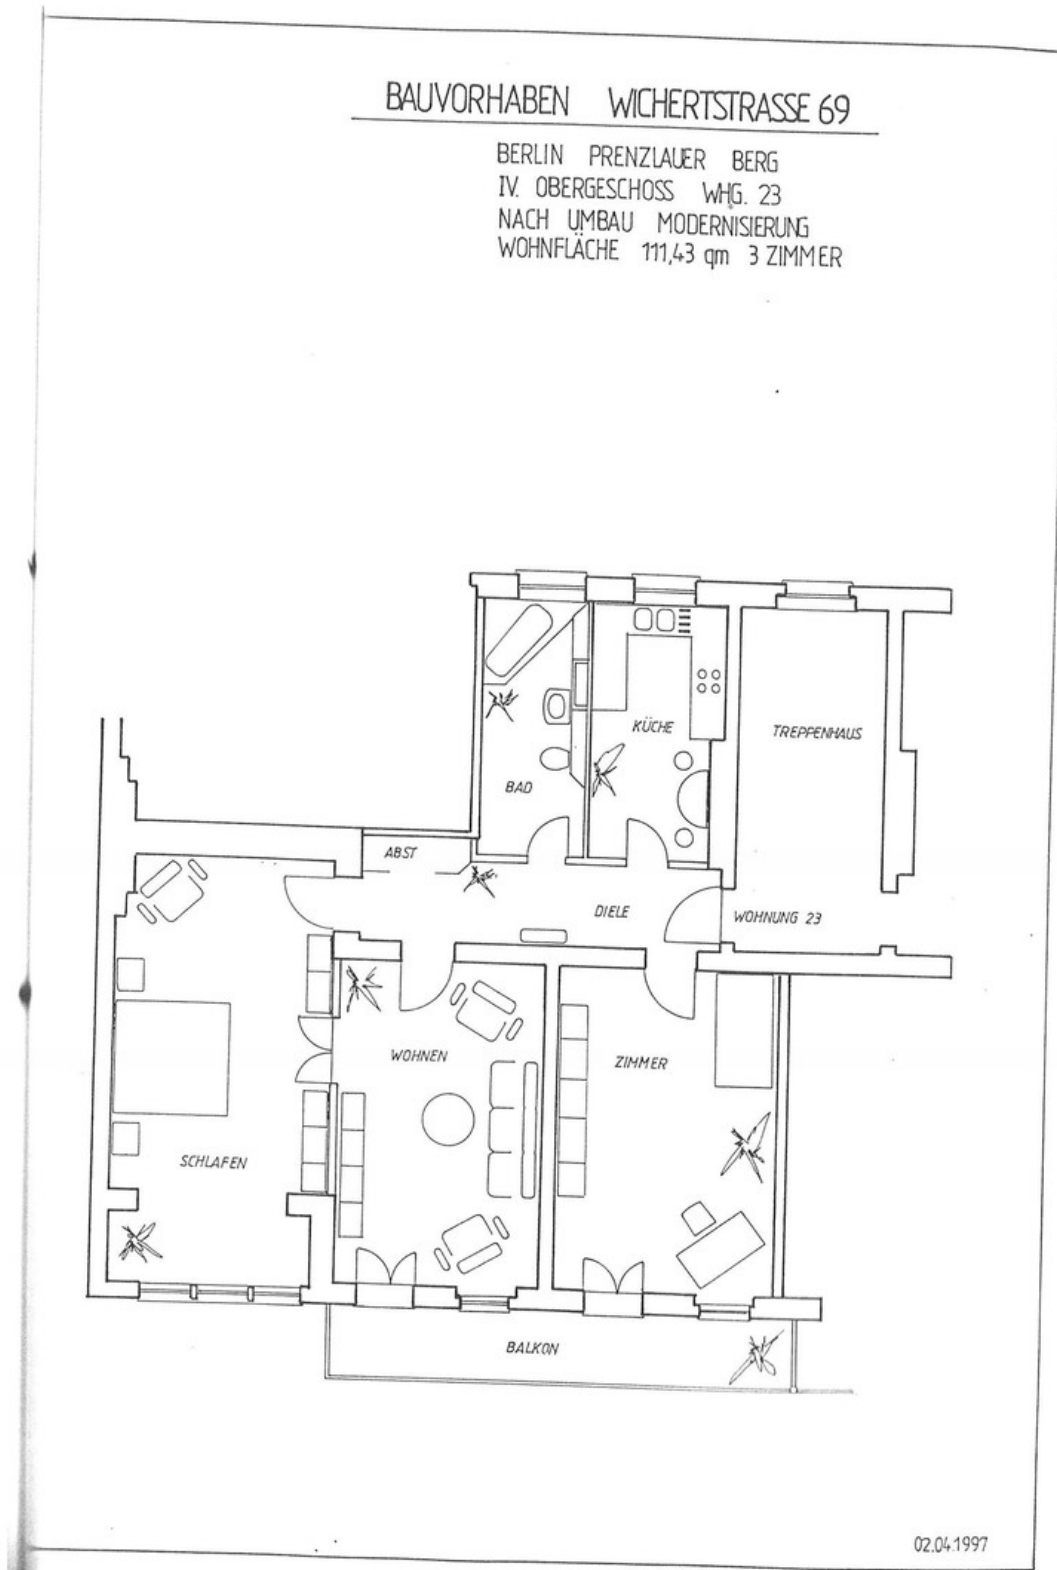 BAUVORHABEN WICHERTSTRASSE 69
BERLIN PRENZLAUER BERG
IV. OBERGESCHOSS WHG. 23
NACH UMBAU MODERNISIERUNG
WOHNFLÄCHE 111,43 qm 3 ZIMMER
KÜCHE
TREPPENHAUS
BAD
ABST
DIELE
WOHNUNG 23
WOHNEN
ZIMMER
SCHLAFEN
BALKON
02.04.1997